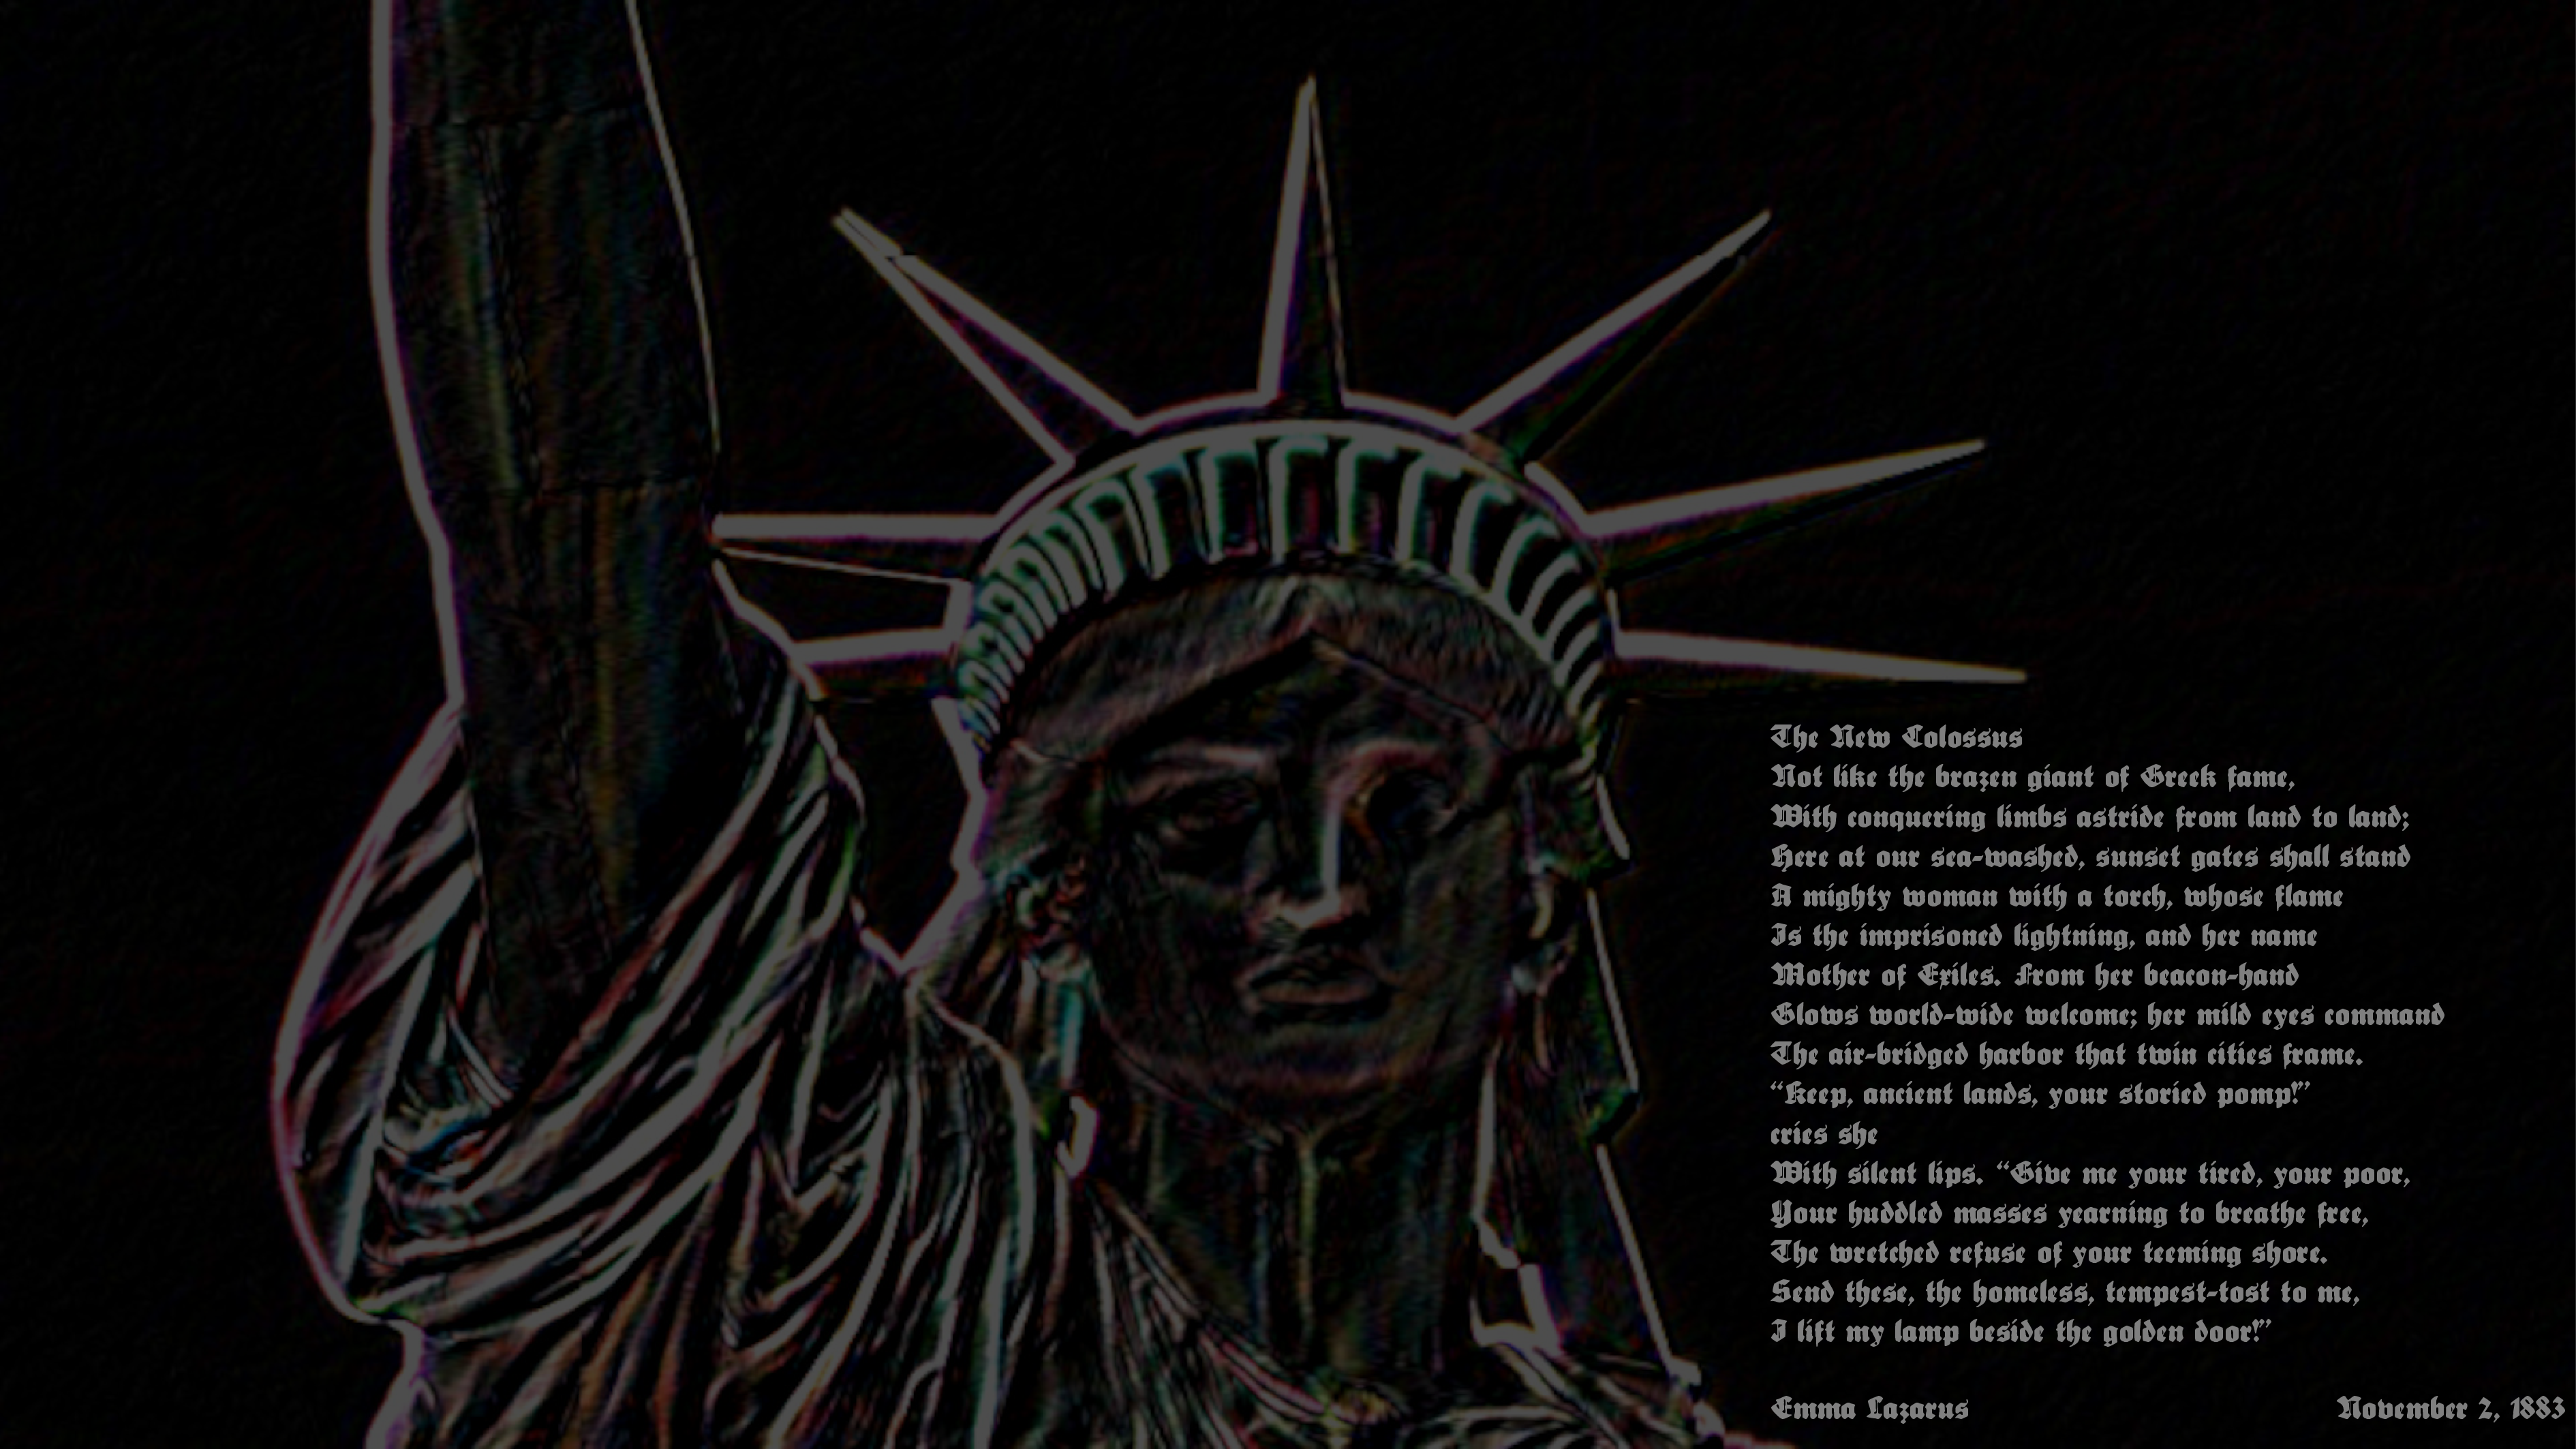 The New Colossus
Not like the brazen giant of Greek fame,
With conquering limbs astride from land to land;
Here at our sea-washed, sunset gates shall stand
A mighty woman with a torch, whose flame
Is the imprisoned lightning, and her name
Mother of Exiles. From her beacon-hand
Glows world-wide welcome; her mild eyes command
The air-bridged harbor that twin cities frame.
“Keep, ancient lands, your storied pomp!”
cries she
With silent lips. “Give me your tired, your poor,
Your huddled masses yearning to breathe free,
The wretched refuse of your teeming shore.
Send these, the homeless, tempest-tost to me,
I lift my lamp beside the golden door!”
Emma Lazarus November 2, 1883